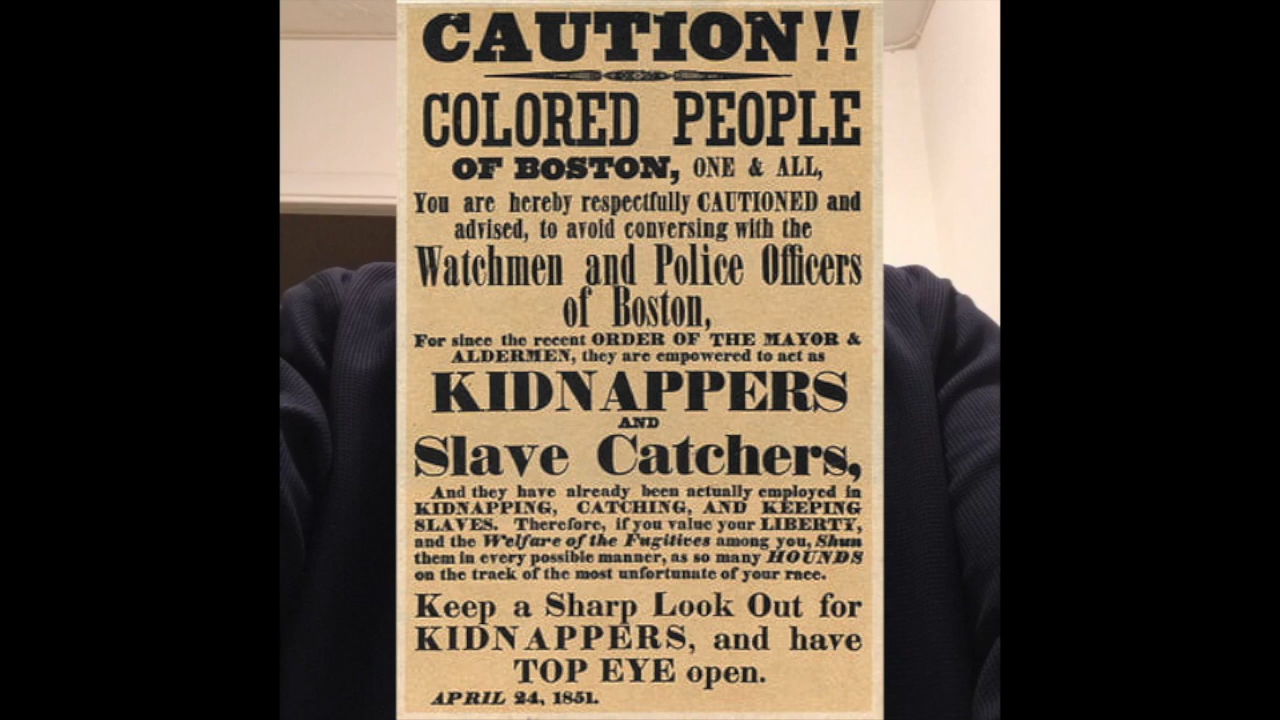 CAUTION!!
COLORED PEOPLE
OF BOSTON, ONE & ALL,
You are hereby respectfully CAUTIONED and
advised, to avoid conversing with the
Watchmen and Police Officers
of Boston,
For since the recent ORDER OF THE MAYOR &
ALDERMEN, they are empowered to act as
KIDNAPPERS
AND
Slave Catchers,
And they have already been actually employed in
KIDNAPPING, CATCHING, AND KEEPING
SLAVES. Therefore, if you value your LIBERTY,
and the Welfare of the Fugitives among you, Shun
them in every possible manner, as so many HOUNDS
on the track of the most unfortunate of your race.
Keep a Sharp Look Out for
KIDNAPPERS, and have
TOP EYE open.
APRIL 24, 1851.